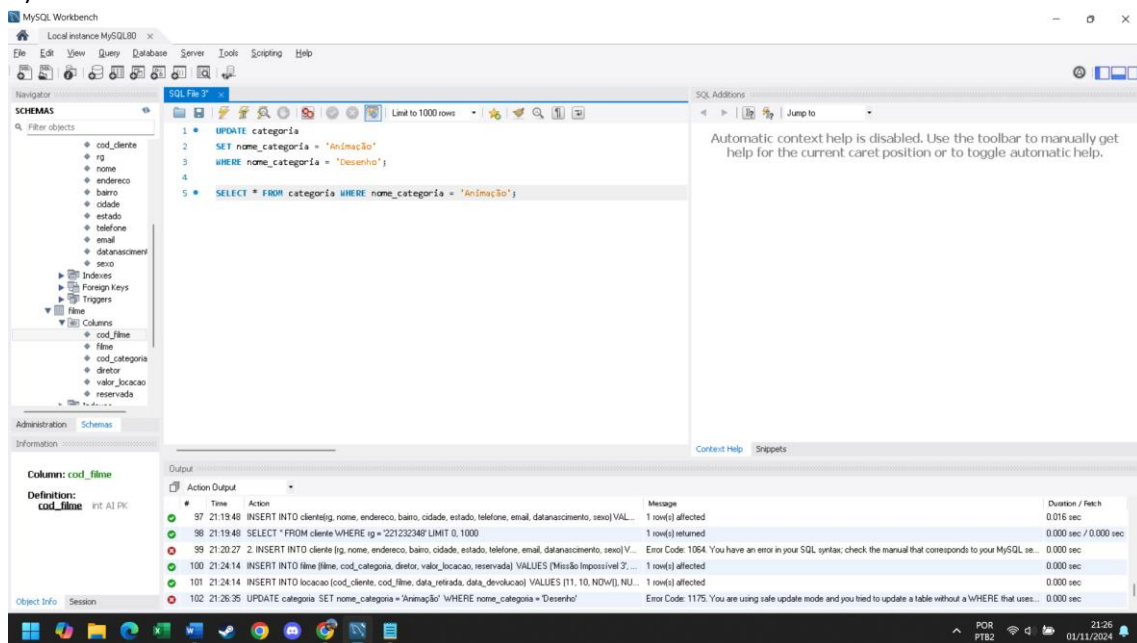 MySQL Workbench
Local instance MySQL80
File Edit View Query Database Server Tools Scripting Help
Navigator
SCHEMAS
Filter objects
cod_cliente
rg
nome
endereco
bairro
cidade
estado
telefone
email
datanasciment
sexo
Indexes
Foreign Keys
Triggers
filme
Columns
cod_filme
filme
cod_categoria
diretor
valor_locacao
reservada
Administration Schemas
Information
Column: cod_filme
Definition:
cod_filme int AI PK
Object Info Session
SQL File 3*
Limit to 1000 rows
1 UPDATE categoria
2 SET nome_categoria = 'Animação'
3 WHERE nome_categoria = 'Desenho';
4
5 SELECT * FROM categoria WHERE nome_categoria = 'Animação';
SQL Additions
Jump to
Automatic context help is disabled. Use the toolbar to manually get
help for the current caret position or to toggle automatic help.
Context Help Snippets
Output
Action Output
# Time Action Message Duration / Fetch
97 21:19:48 INSERT INTO cliente(rg, nome, endereco, bairro, cidade, estado, telefone, email, datanascimento, sexo) VAL... 1 row(s) affected 0.016 sec
98 21:19:48 SELECT * FROM cliente WHERE rg = '221232348' LIMIT 0, 1000 1 row(s) returned 0.000 sec / 0.000 sec
99 21:20:27 2. INSERT INTO cliente (rg, nome, endereco, bairro, cidade, estado, telefone, email, datanascimento, sexo) V... Error Code: 1064. You have an error in your SQL syntax; check the manual that corresponds to your MySQL se... 0.000 sec
100 21:24:14 INSERT INTO filme (filme, cod_categoria, diretor, valor_locacao, reservada) VALUES ('Missão Impossível 3', ... 1 row(s) affected 0.000 sec
101 21:24:14 INSERT INTO locacao (cod_cliente, cod_filme, data_retirada, data_devolucao) VALUES (11, 10, NOW(), NU... 1 row(s) affected 0.000 sec
102 21:26:35 UPDATE categoria SET nome_categoria = 'Animação' WHERE nome_categoria = 'Desenho' Error Code: 1175. You are using safe update mode and you tried to update a table without a WHERE that uses... 0.000 sec
POR
PTB2
21:26
01/11/2024